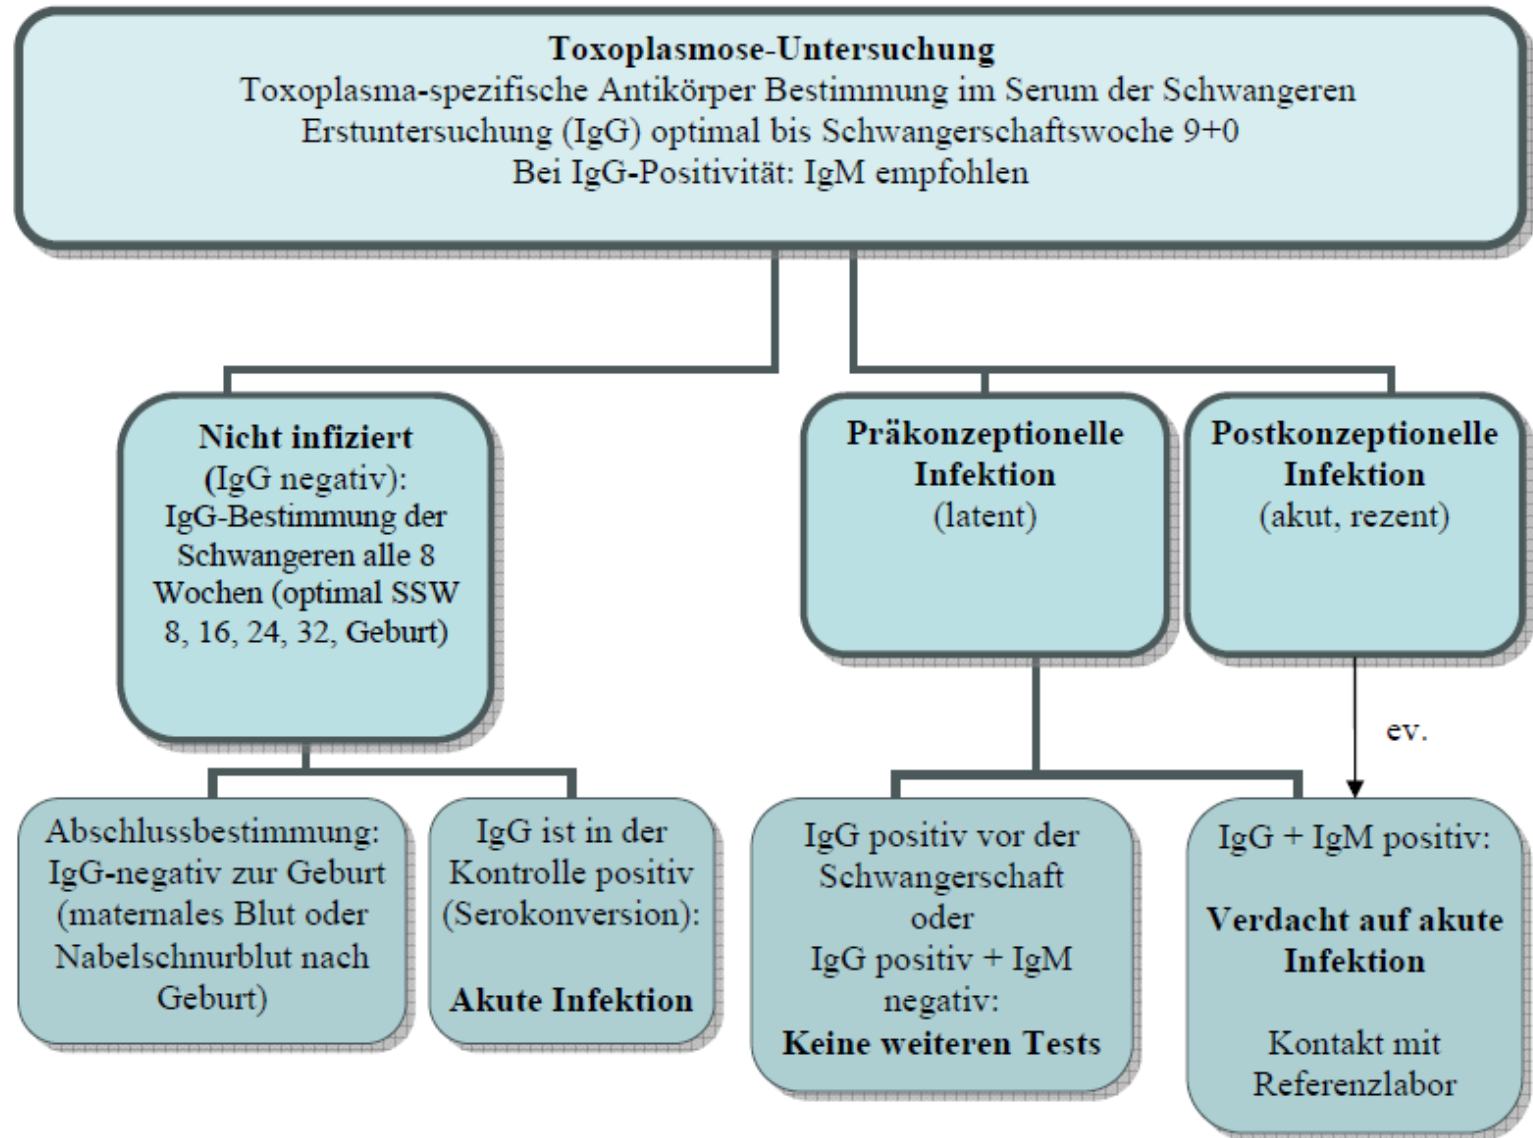 Toxoplasmose-Untersuchung
Toxoplasma-spezifische Antikörper Bestimmung im Serum der Schwangeren
Erstuntersuchung (IgG) optimal bis Schwangerschaftswoche 9+0
Bei IgG-Positivität: IgM empfohlen
Nicht infiziert
(IgG negativ):
IgG-Bestimmung der
Schwangeren alle 8
Wochen (optimal SSW
8, 16, 24, 32, Geburt)
Präkonzeptionelle
Infektion
(latent)
Postkonzeptionelle
Infektion
(akut, rezent)
ev.
Abschlussbestimmung:
IgG-negativ zur Geburt
(maternales Blut oder
Nabelschnurblut nach
Geburt)
IgG ist in der
Kontrolle positiv
(Serokonversion):
Akute Infektion
IgG positiv vor der
Schwangerschaft
oder
IgG positiv + IgM
negativ:
Keine weiteren Tests
IgG + IgM positiv:
Verdacht auf akute
Infektion
Kontakt mit
Referenzlabor